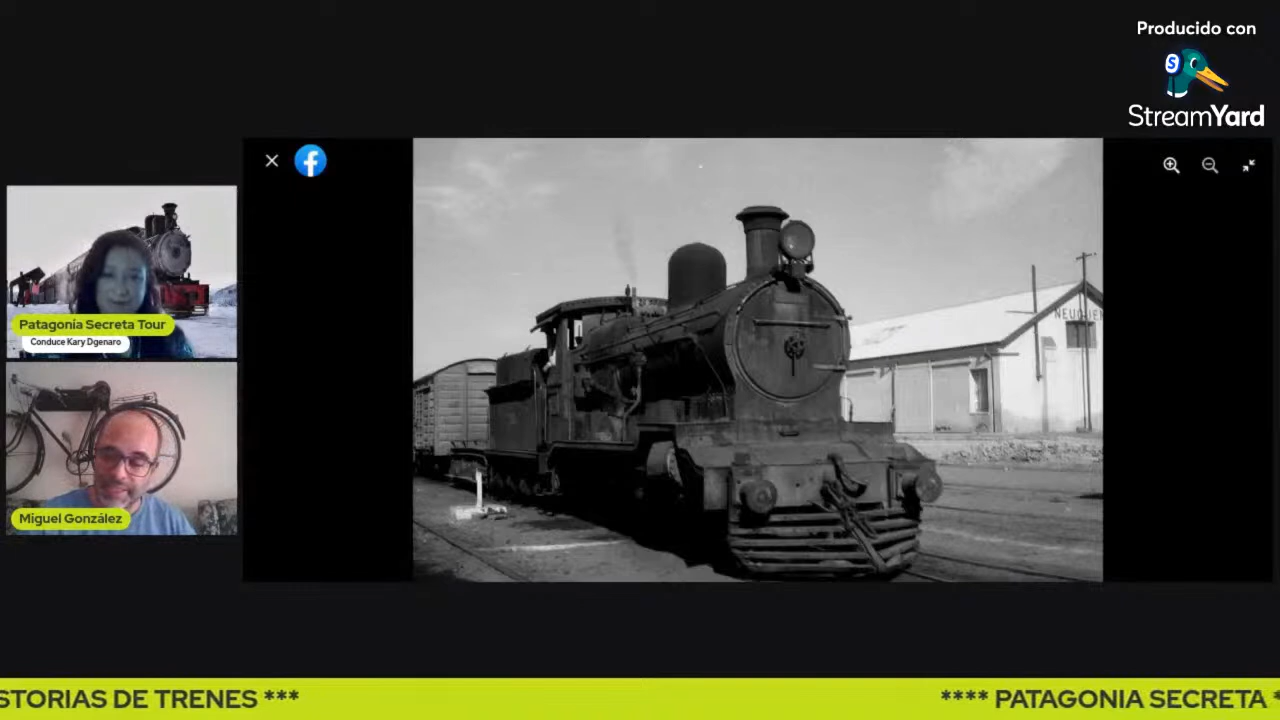 Producido con
StreamYard
Patagonia Secreta Tour
Conduce Kary Dgenaro
Miguel González
STORIAS DE TRENES ***
**** PATAGONIA SECRETA *